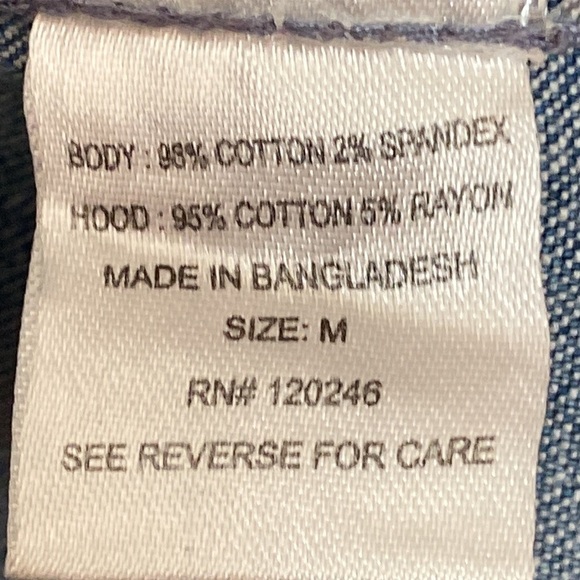 BODY : 98% COTTON 2% SPANDEX
HOOD : 95% COTTON 5% RAYON
MADE IN BANGLADESH
SIZE: M
RN# 120246
SEE REVERSE FOR CARE